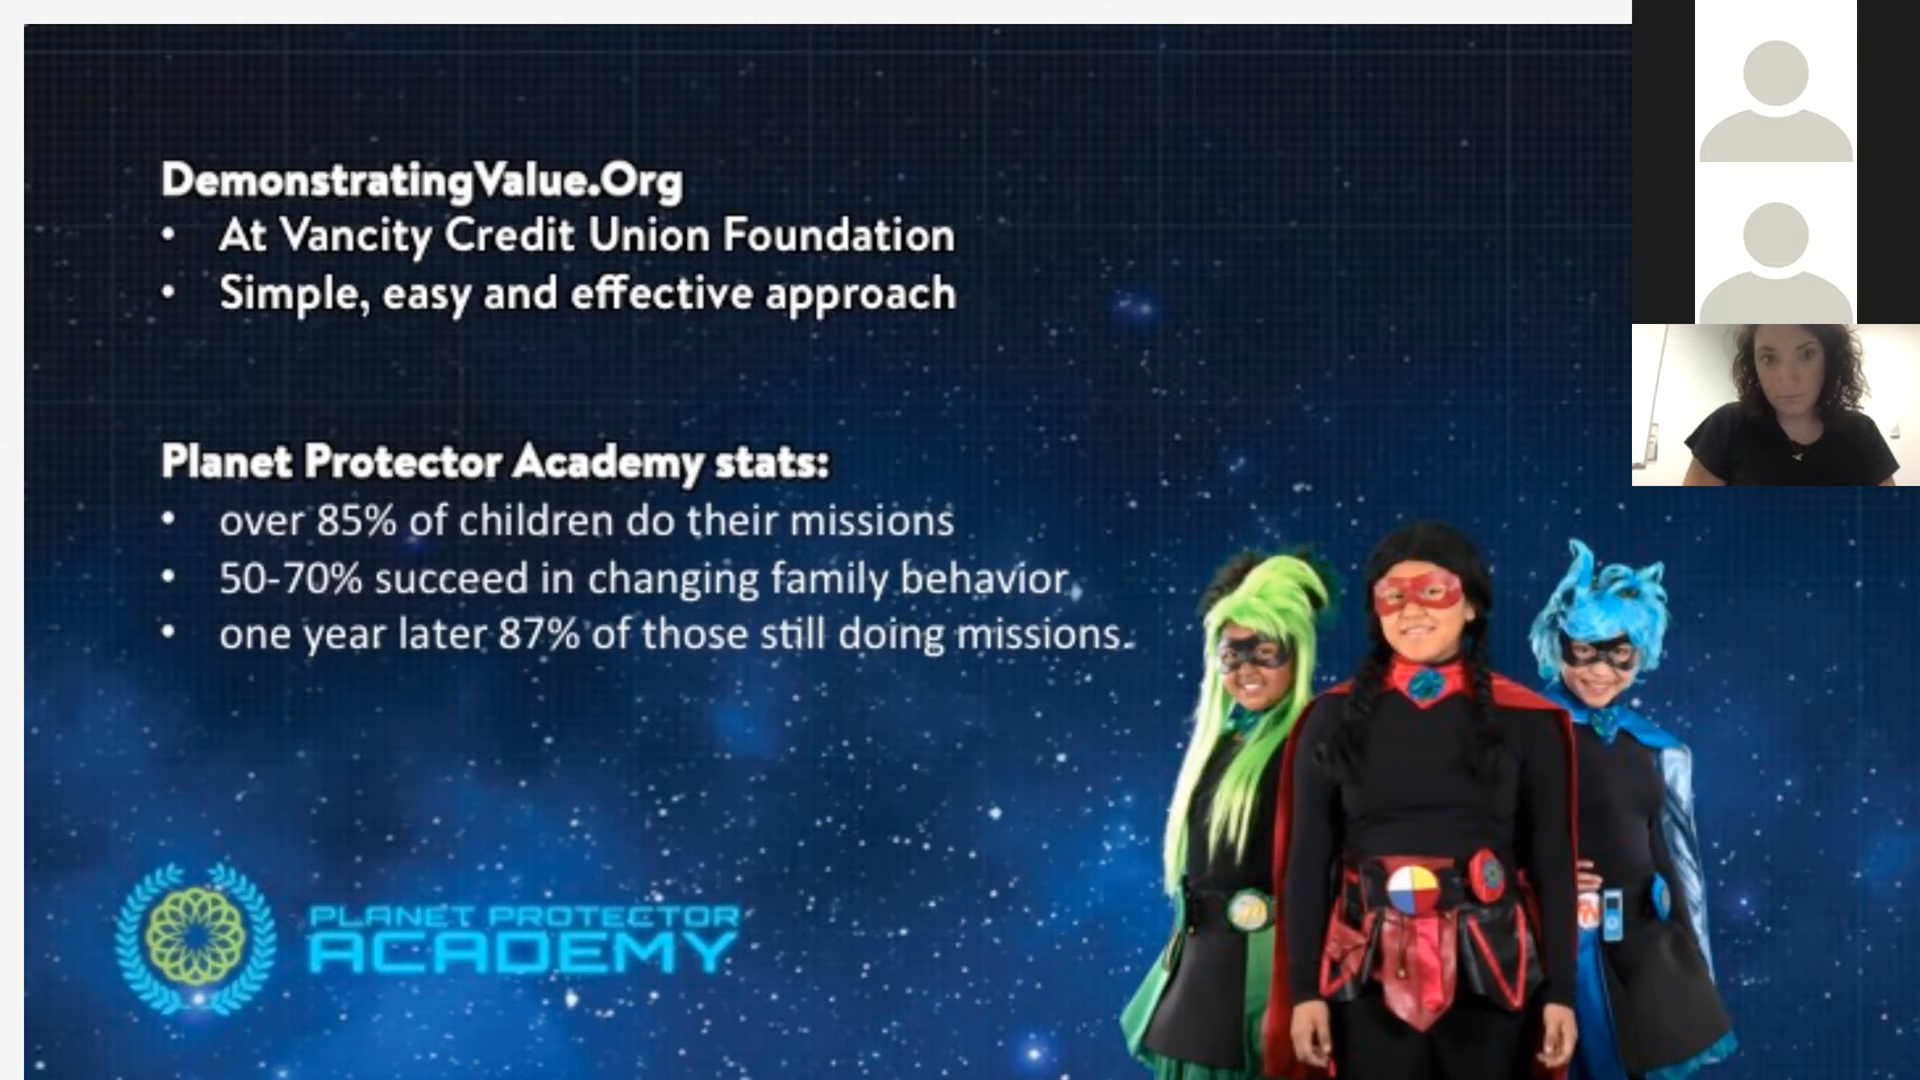 DemonstratingValue.Org
• At Vancity Credit Union Foundation
• Simple, easy and effective approach
Planet Protector Academy stats:
• over 85% of children do their missions
• 50-70% succeed in changing family behavior.
• one year later 87% of those still doing missions.
PLANET PROTECTOR
ACADEMY